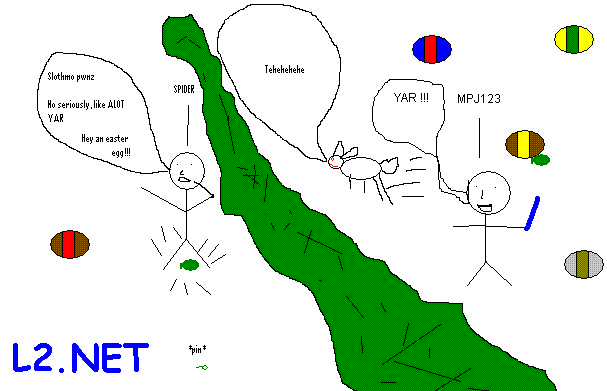 Slothmo pwnz
No seriously, like ALOT
YAR
Hey an easter
egg!!!
SPIDER
Tehehehehe
YAR !!!
MPJ123
L2.NET
*pin*